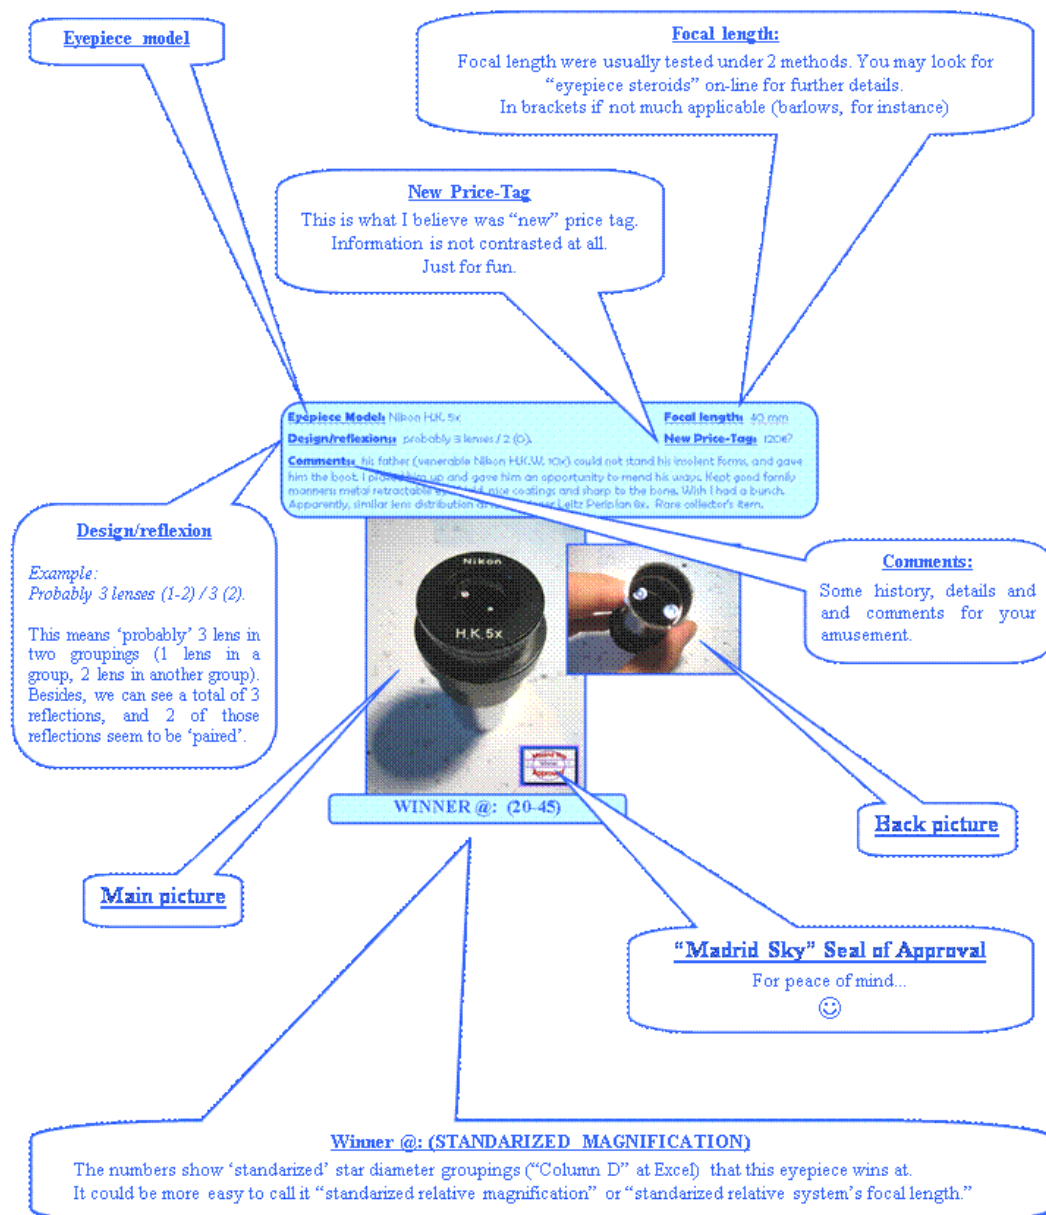 Eyepiece model
Focal length:
Focal length were usually tested under 2 methods. You may look for
“eyepiece steroids” on-line for further details.
In brackets if not much applicable (barlows, for instance)
New Price-Tag
This is what I believe was “new” price tag.
Information is not contrasted at all.
Just for fun.
Eyepiece Model: Nikon H.K. 5x
Focal length: 40 mm
Design/reflexions: probably 3 lenses / 2 (0).
New Price-Tag: 120€?
Comments: his father (venerable Nikon H.K.W. 10x) could not stand his insolent forms, and gave
him the boot. I picked him up and gave him an opportunity to mend his ways. Kept good family
manners: metal retractable nice coatings and sharp to the bone. Wish I had a bunch.
Apparently, similar lens distribution Leitz Periplan 6x. Rare collector's item.
Design/reflexion
Example:
Probably 3 lenses (1-2) / 3 (2).
This means ‘probably’ 3 lens in
two groupings (1 lens in a
group, 2 lens in another group).
Besides, we can see a total of 3
reflections, and 2 of those
reflections seem to be ‘paired’.
Comments:
Some history, details and
and comments for your
amusement.
Nikon
H.K. 5x
Approval
WINNER @: (20-45)
Back picture
Main picture
“Madrid Sky” Seal of Approval
For peace of mind...
Winner @: (STANDARIZED MAGNIFICATION)
The numbers show ‘standarized’ star diameter groupings (“Column D” at Excel) that this eyepiece wins at.
It could be more easy to call it “standarized relative magnification” or “standarized relative system’s focal length.”